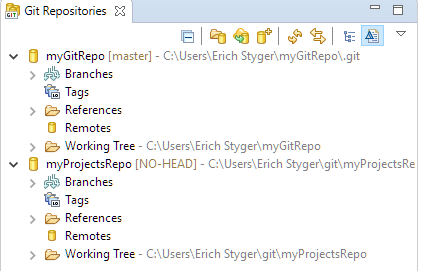 Git Repositories
myGitRepo [master] - C:\Users\Erich Styger\myGitRepo\.git
Branches
Tags
References
Remotes
Working Tree - C:\Users\Erich Styger\myGitRepo
myProjectsRepo [NO-HEAD] - C:\Users\Erich Styger\git\myProjectsRe
Branches
Tags
References
Remotes
Working Tree - C:\Users\Erich Styger\git\myProjectsRepo